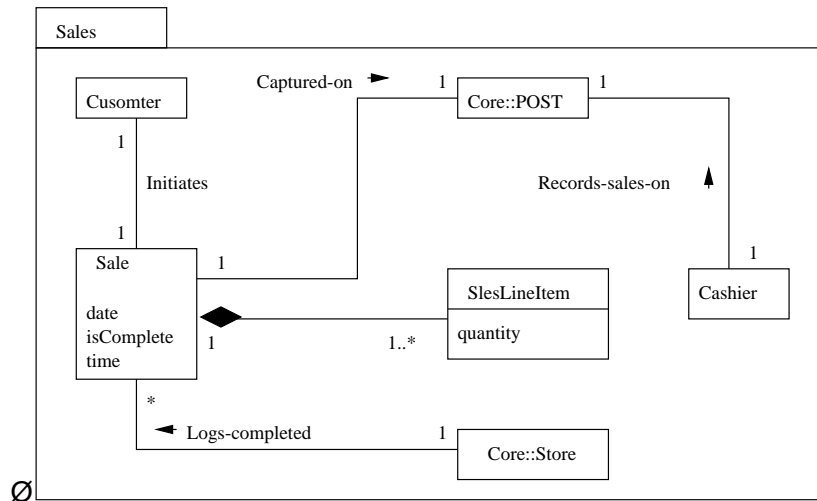 Sales
Captured-on
1
Core::POST
1
Cusomter
1
Initiates
Records-sales-on
1
1
1
Sale
SlesLineItem
Cashier
date
isComplete
time
quantity
1
1..*
*
Logs-completed
1
Core::Store
Ø